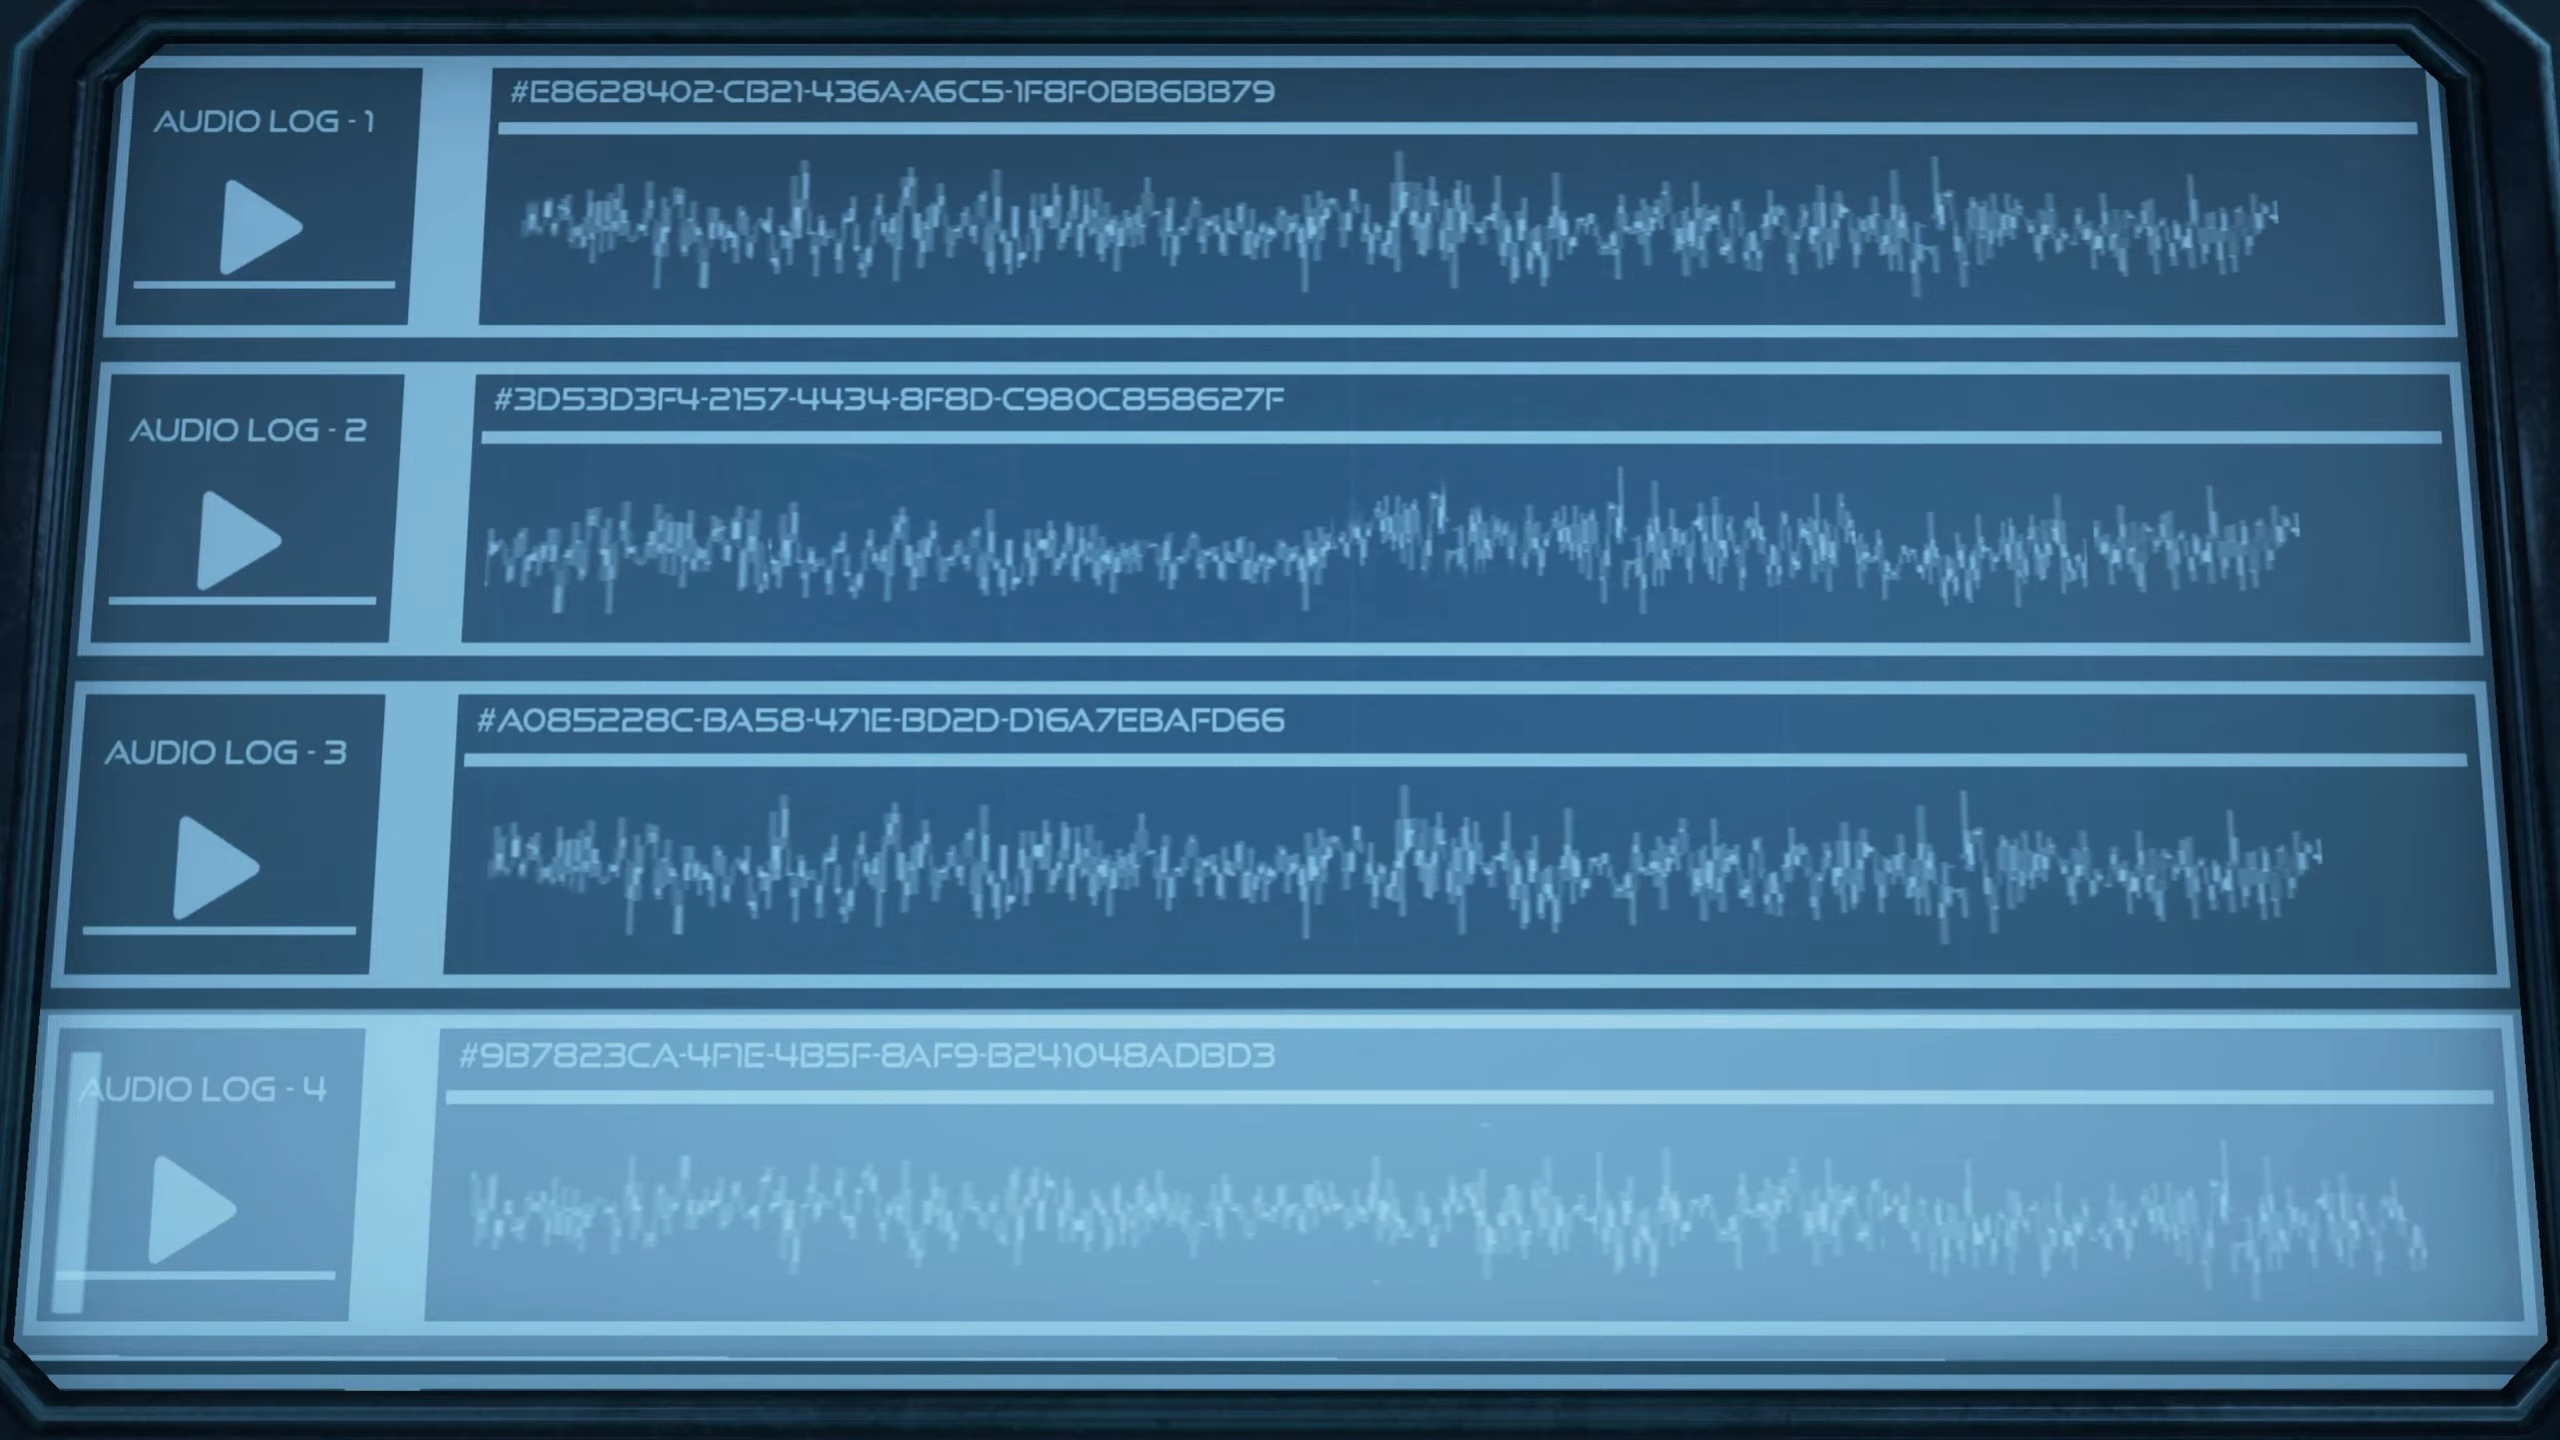 AUDIO LOG - 1
#E8628402-CB21-436A-A6C5-1F8F0BB6BB79
AUDIO LOG - 2
#3D53D3F4-2157-4434-8F8D-C980C858627F
AUDIO LOG - 3
#A085228C-BA58-471E-BD2D-D16A7EBAFD66
AUDIO LOG - 4
#9B7823CA-4F1E-4B5F-8AF9-B241048ADBD3